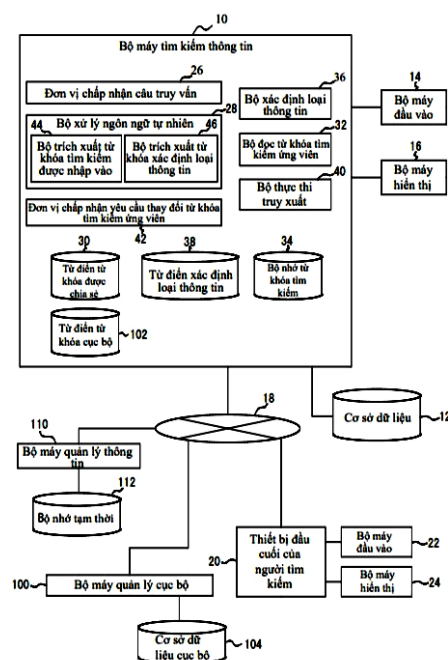 10
Bộ máy tìm kiếm thông tin
26
Đơn vị chấp nhận câu truy vấn
28
Bộ xử lý ngôn ngữ tự nhiên
44
Bộ trích xuất từ
khóa tìm kiếm
được nhập vào
46
Bộ trích xuất từ
khóa xác định loại
thông tin
36
Bộ xác định loại
thông tin
32
Bộ đọc từ khóa tìm
kiếm ứng viên
40
Bộ thực thi truy
xuất
14
Bộ máy
đầu vào
16
Bộ máy
hiển thị
Đơn vị chấp nhận yêu cầu thay đổi từ khóa
tìm kiếm ứng viên
42
30
Từ điển từ
khóa được
chia sẻ
38
Từ điển xác định
loại thông tin
34
Bộ nhớ từ
khóa tìm
kiếm
Từ điển từ
khóa cục bộ
102
18
Cơ sở dữ liệu
12
110
Bộ máy quản lý thông
tin
112
Bộ nhớ tạm thời
20
Thiết bị đầu
cuối của
người tìm
kiếm
Bộ máy
đầu vào
22
Bộ máy
hiển thị
24
100
Bộ máy quản lý cục bộ
Cơ sở dữ
liệu cục bộ
104